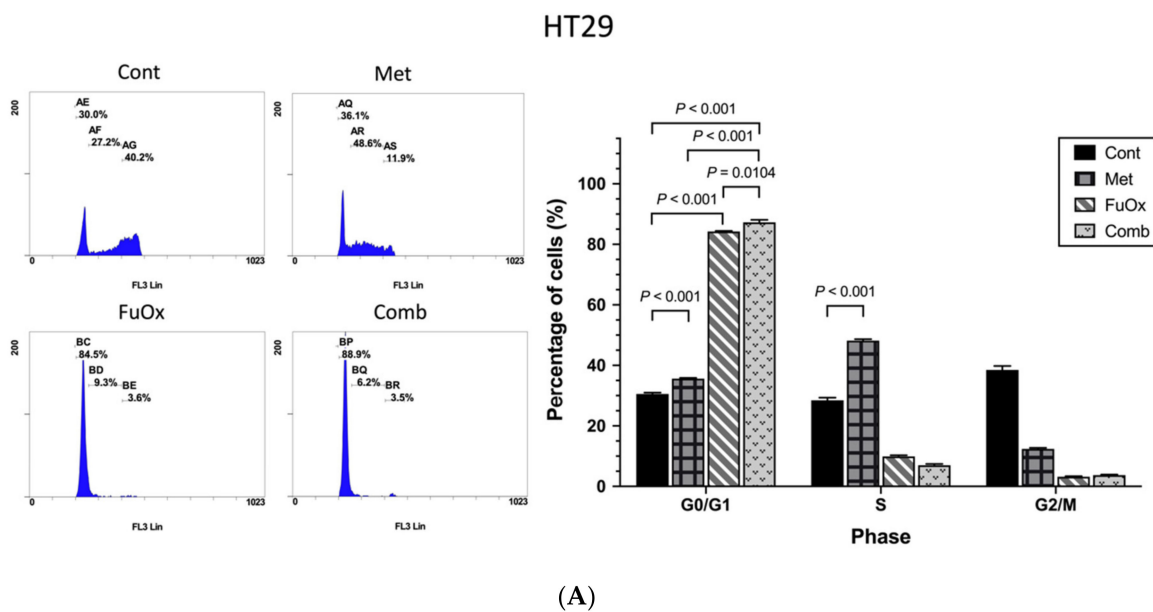 HT29
Cont
200
AE
30.0%
AF
27.2%
AG
40.2%
0
1023
FL3 Lin
Met
200
AQ
36.1%
AR
48.6%
AS
11.9%
0
1023
FL3 Lin
FuOx
200
BC
84.5%
BD
9.3%
BE
3.6%
0
1023
FL3 Lin
Comb
200
BP
88.9%
BQ
6.2%
BR
3.5%
0
1023
FL3 Lin
Percentage of cells (%)
100
80
60
40
20
0
P < 0.001
P < 0.001
P = 0.0104
P < 0.001
P < 0.001
P < 0.001
Cont
Met
FuOx
Comb
G0/G1
S
G2/M
Phase
(A)